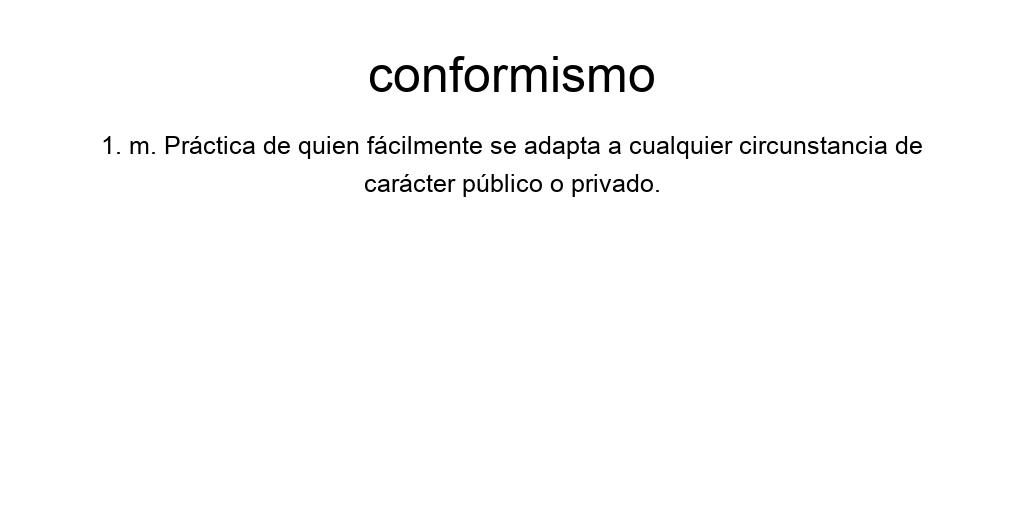 conformismo
1. m. Práctica de quien fácilmente se adapta a cualquier circunstancia de
carácter público o privado.